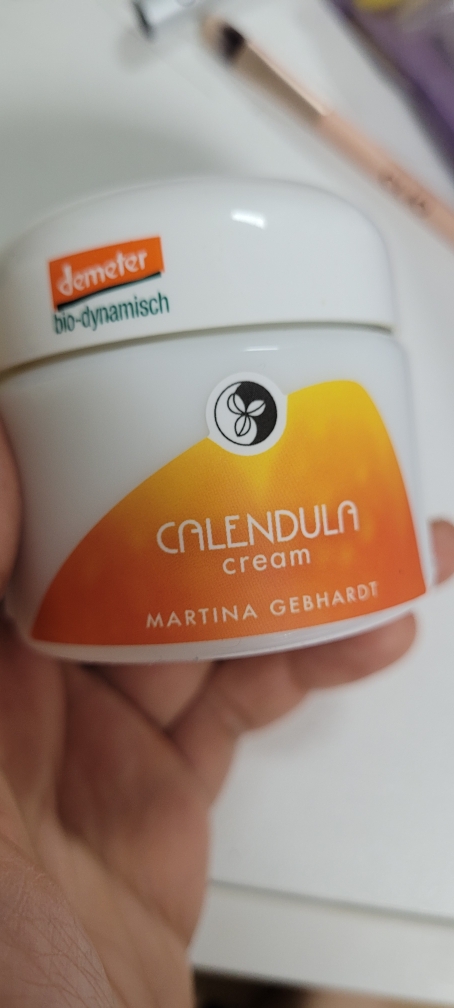 demeter
bio-dynamisch
CALENDULA
cream
MARTINA GEBHARDT